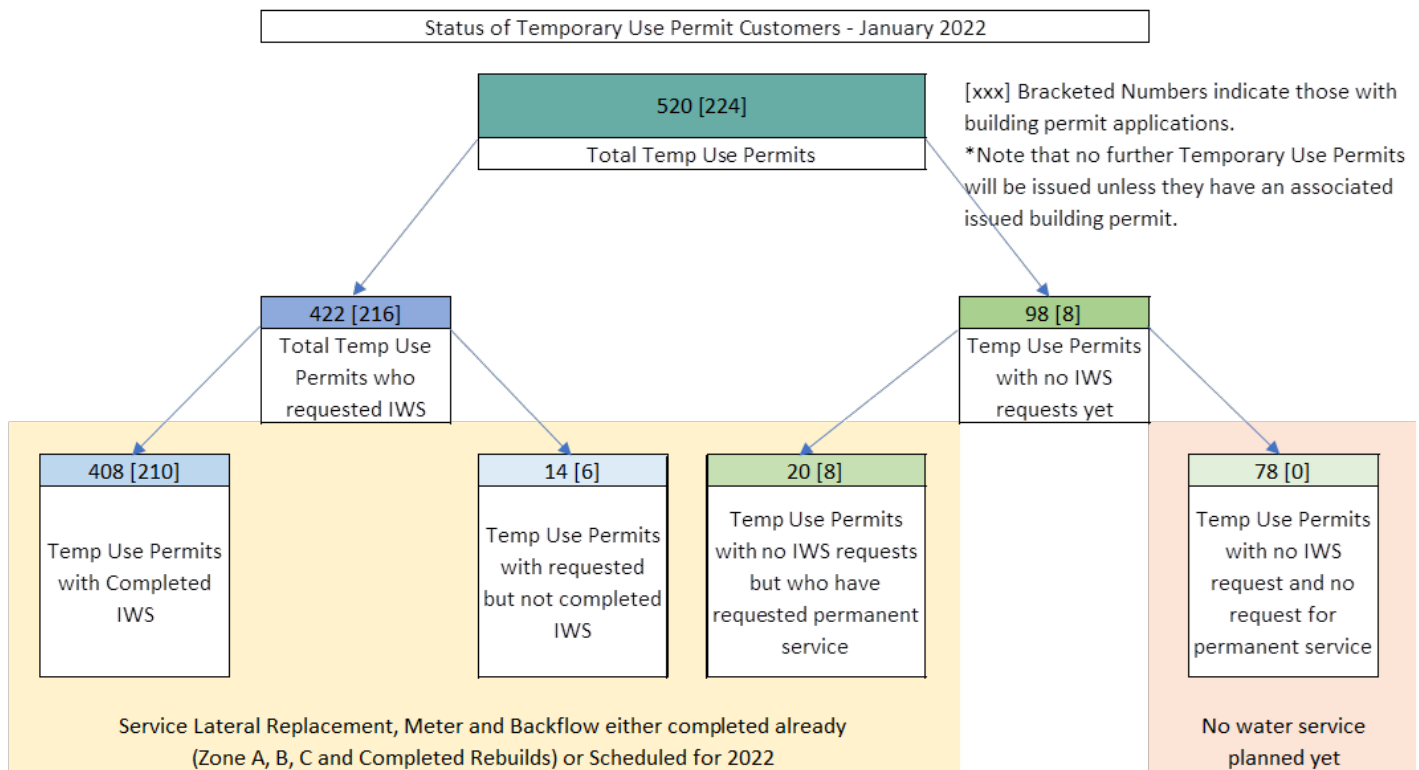 Status of Temporary Use Permit Customers - January 2022
520 [224]
Total Temp Use Permits
[xxx] Bracketed Numbers indicate those with
building permit applications.
*Note that no further Temporary Use Permits
will be issued unless they have an associated
issued building permit.
422 [216]
Total Temp Use
Permits who
requested IWS
98 [8]
Temp Use Permits
with no IWS
requests yet
408 [210]
Temp Use Permits
with Completed
IWS
14 [6]
Temp Use Permits
with requested
but not completed
IWS
20 [8]
Temp Use Permits
with no IWS requests
but who have
requested permanent
service
78 [0]
Temp Use Permits
with no IWS
request and no
request for
permanent service
Service Lateral Replacement, Meter and Backflow either completed already
(Zone A, B, C and Completed Rebuilds) or Scheduled for 2022
No water service
planned yet